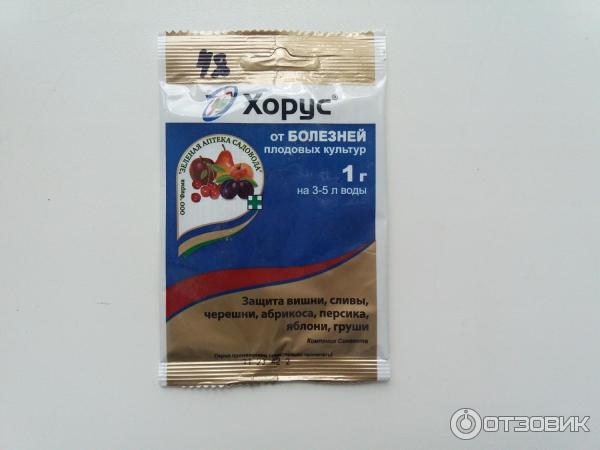 48
Хорус®
от БОЛЕЗНЕЙ
плодовых культур
1 г
на 3-5 л воды
ООО Фирма "ЗЕЛЕНАЯ АПТЕКА САДОВОДА"
Защита вишни, сливы,
черешни, абрикоса, персика,
яблони, груши
Компания Сингента
ОТЗОВИК